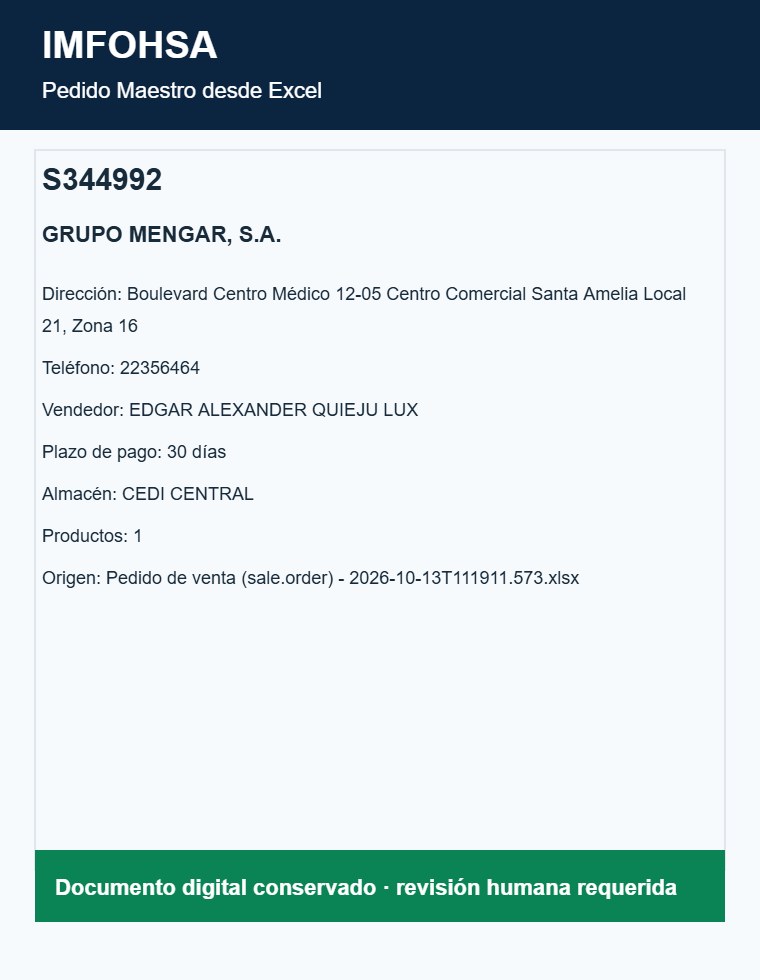 IMFOHSA
Pedido Maestro desde Excel
S344992
GRUPO MENGAR, S.A.
Dirección: Boulevard Centro Médico 12-05 Centro Comercial Santa Amelia Local
21, Zona 16
Teléfono: 22356464
Vendedor: EDGAR ALEXANDER QUIEJU LUX
Plazo de pago: 30 días
Almacén: CEDI CENTRAL
Productos: 1
Origen: Pedido de venta (sale.order) - 2026-10-13T111911.573.xlsx
Documento digital conservado · revisión humana requerida